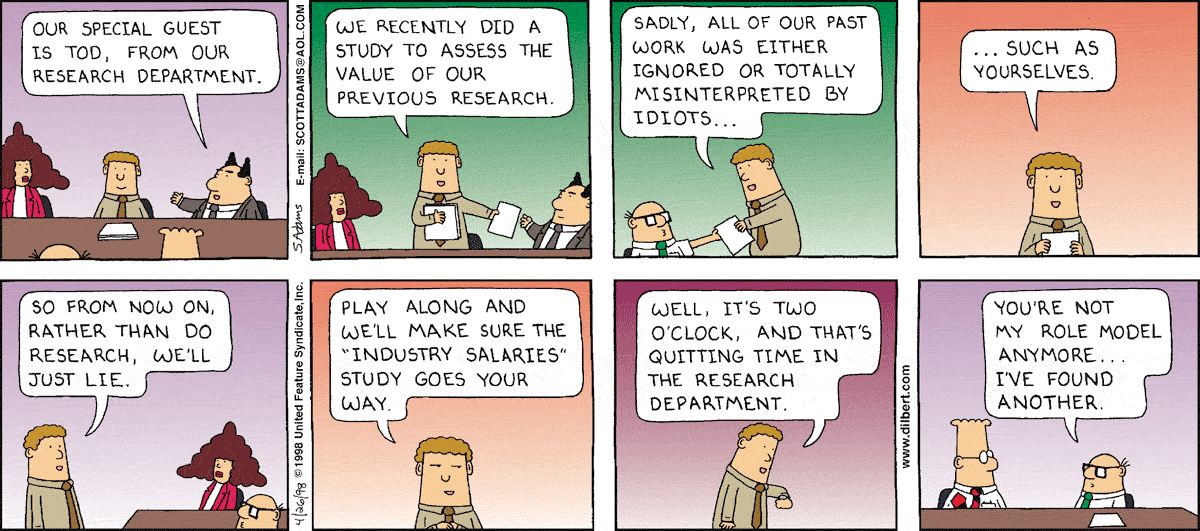 OUR SPECIAL GUEST
IS TOD, FROM OUR
RESEARCH DEPARTMENT.
E-mail: SCOTTADAMS@AOL.COM
S.Adams
WE RECENTLY DID A
STUDY TO ASSESS THE
VALUE OF OUR
PREVIOUS RESEARCH.
SADLY, ALL OF OUR PAST
WORK WAS EITHER
IGNORED OR TOTALLY
MISINTERPRETED BY
IDIOTS...
...SUCH AS
YOURSELVES.
SO FROM NOW ON,
RATHER THAN DO
RESEARCH, WE'LL
JUST LIE.
4/26/98 © 1998 United Feature Syndicate, Inc.
PLAY ALONG AND
WE'LL MAKE SURE THE
"INDUSTRY SALARIES"
STUDY GOES YOUR
WAY.
WELL, IT'S TWO
O'CLOCK, AND THAT'S
QUITTING TIME IN
THE RESEARCH
DEPARTMENT.
www.dilbert.com
YOU'RE NOT
MY ROLE MODEL
ANYMORE...
I'VE FOUND
ANOTHER.